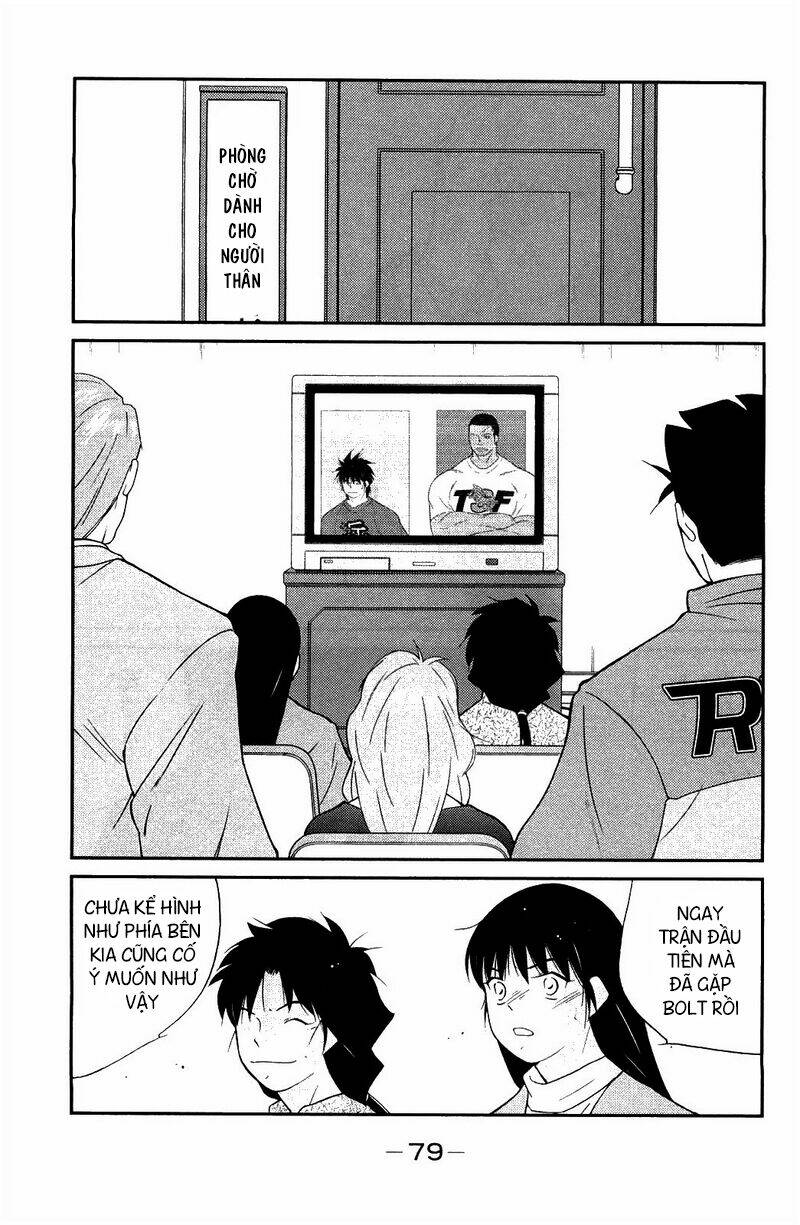 PHÒNG
CHỜ
DÀNH
CHO
NGƯỜI
THÂN
TSF
R
NGAY
TRẬN ĐẦU
TIÊN MÀ
ĐÃ GẶP
BOLT RỒI
CHƯA KỂ HÌNH
NHƯ PHÍA BÊN
KIA CŨNG CỐ
Ý MUỐN NHƯ
VẬY
-79-